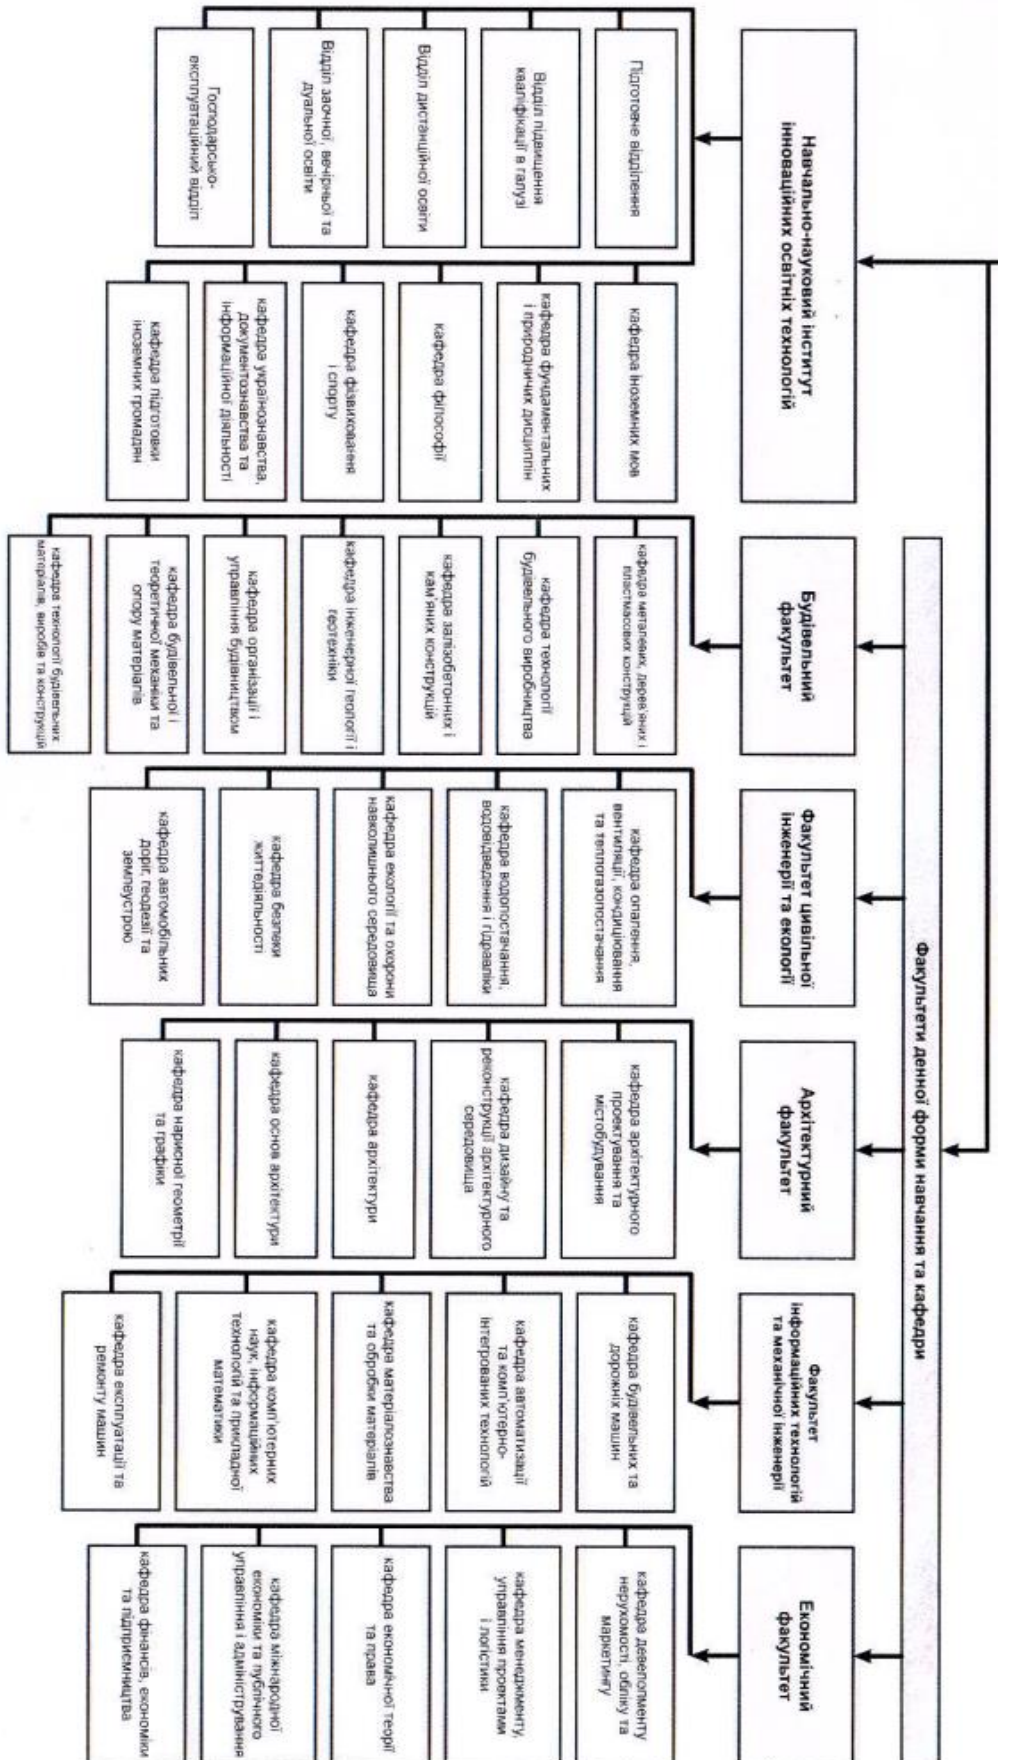 Факультети денної форми навчання та кафедри
Навчально-науковий інститут
інноваційних освітніх технологій
Підготовче відділення
Відділ підвищення
кваліфікації в галузі
Відділ дистанційної освіти
Відділ заочної, вечірньої та
дуальної освіти
Господарсько-
експлуатаційний відділ
кафедра іноземних мов
кафедра фундаментальних
і природничих дисциплін
кафедра філософії
кафедра фізвиховання
і спорту
кафедра українознавства,
документознавства та
інформаційної діяльності
кафедра підготовки
іноземних громадян
Будівельний
факультет
кафедра металевих, дерев'яних і
пластмасових конструкцій
кафедра технології
будівельного виробництва
кафедра залізобетонних і
кам'яних конструкцій
кафедра інженерної геології і
геотехніки
кафедра організації і
управління будівництвом
кафедра будівельної і
теоретичної механіки та
опору матеріалів
кафедра технології будівельних
матеріалів, виробів та конструкцій
Факультет цивільної
інженерії та екології
кафедра опалення,
вентиляції, кондиціювання
та теплогазопостачання
кафедра водопостачання,
водовідведення і гідравліки
кафедра екології та охорони
навколишнього середовища
кафедра безпеки
життєдіяльності
кафедра автомобільних
доріг, геодезії та
землеустрою
Архітектурний
факультет
кафедра архітектурного
проектування та
містобудування
кафедра дизайну та
реконструкції архітектурного
середовища
кафедра архітектури
кафедра основ архітектури
кафедра нарисної геометрії
та графіки
Факультет
інформаційних технологій
та механічної інженерії
кафедра будівельних та
дорожніх машин
кафедра автоматизації
та комп'ютерно-
інтегрованих технологій
кафедра матеріалознавства
та обробки матеріалів
кафедра комп'ютерних
наук, інформаційних
технологій та прикладної
математики
кафедра експлуатації та
ремонту машин
Економічний
факультет
кафедра девелопменту
нерухомості, обліку та
маркетингу
кафедра менеджменту,
управління проектами
і логістики
кафедра економічної теорії
та права
кафедра міжнародної
економіки та публічного
управління і адміністрування
кафедра фінансів, економіки
та підприємництва